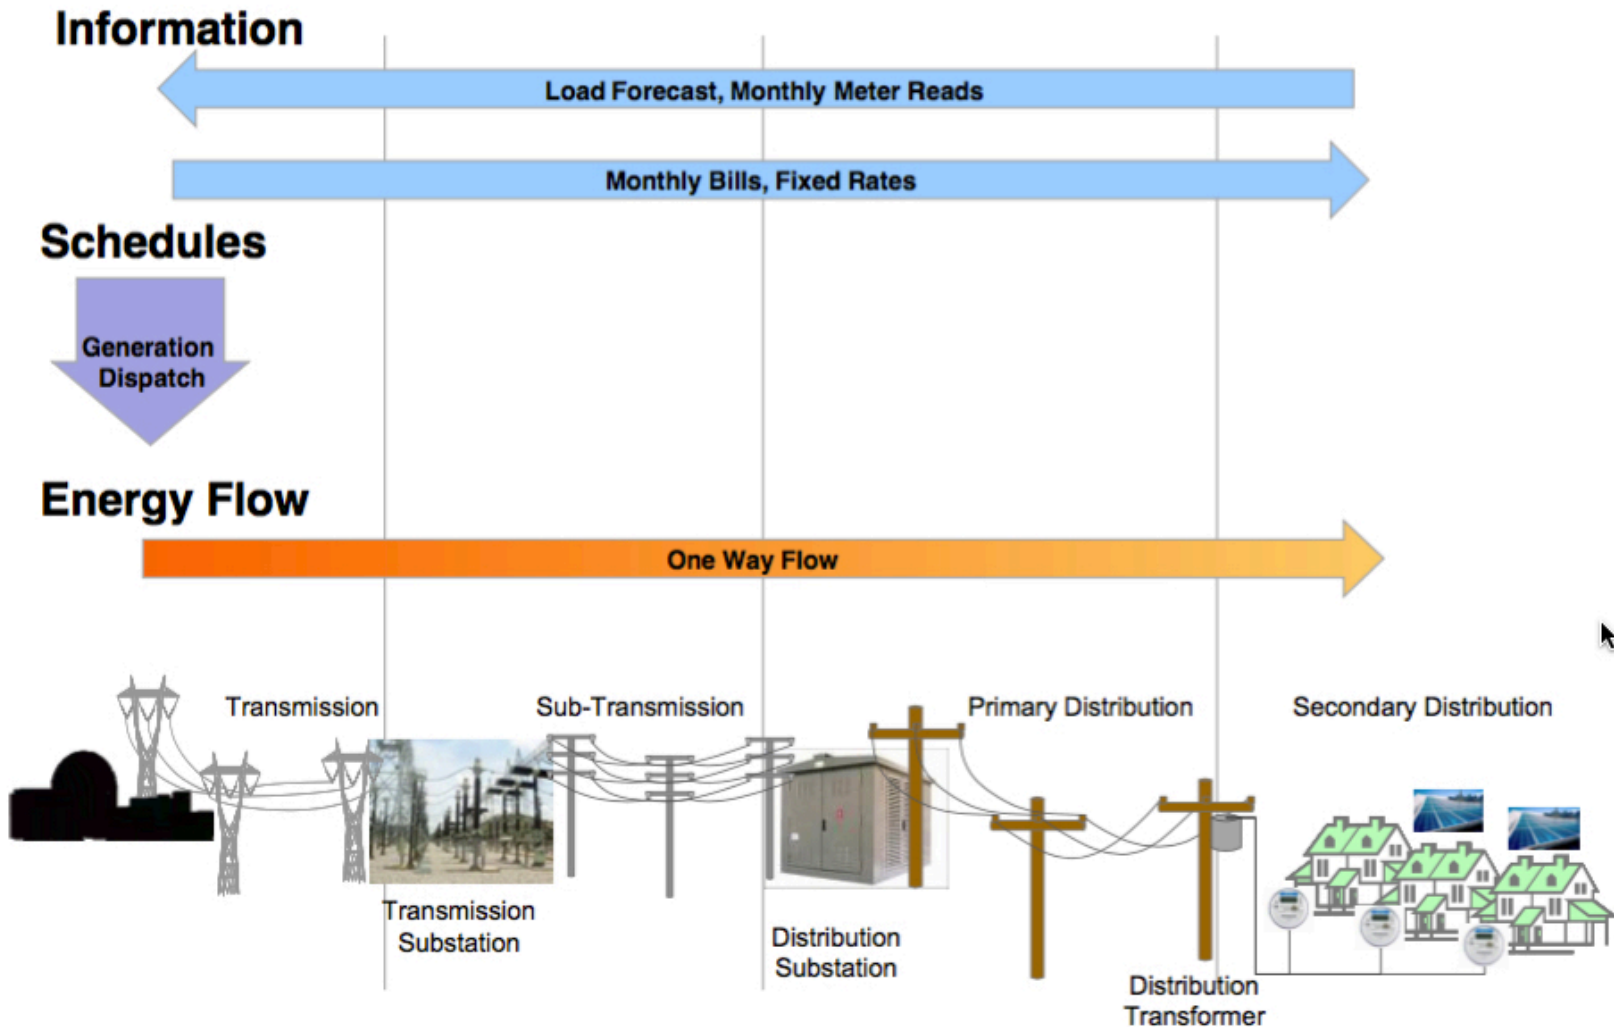 Information
Load Forecast, Monthly Meter Reads
Monthly Bills, Fixed Rates
Schedules
Generation
Dispatch
Energy Flow
One Way Flow
Transmission
Sub-Transmission
Primary Distribution
Secondary Distribution
Transmission
Substation
Distribution
Substation
Distribution
Transformer